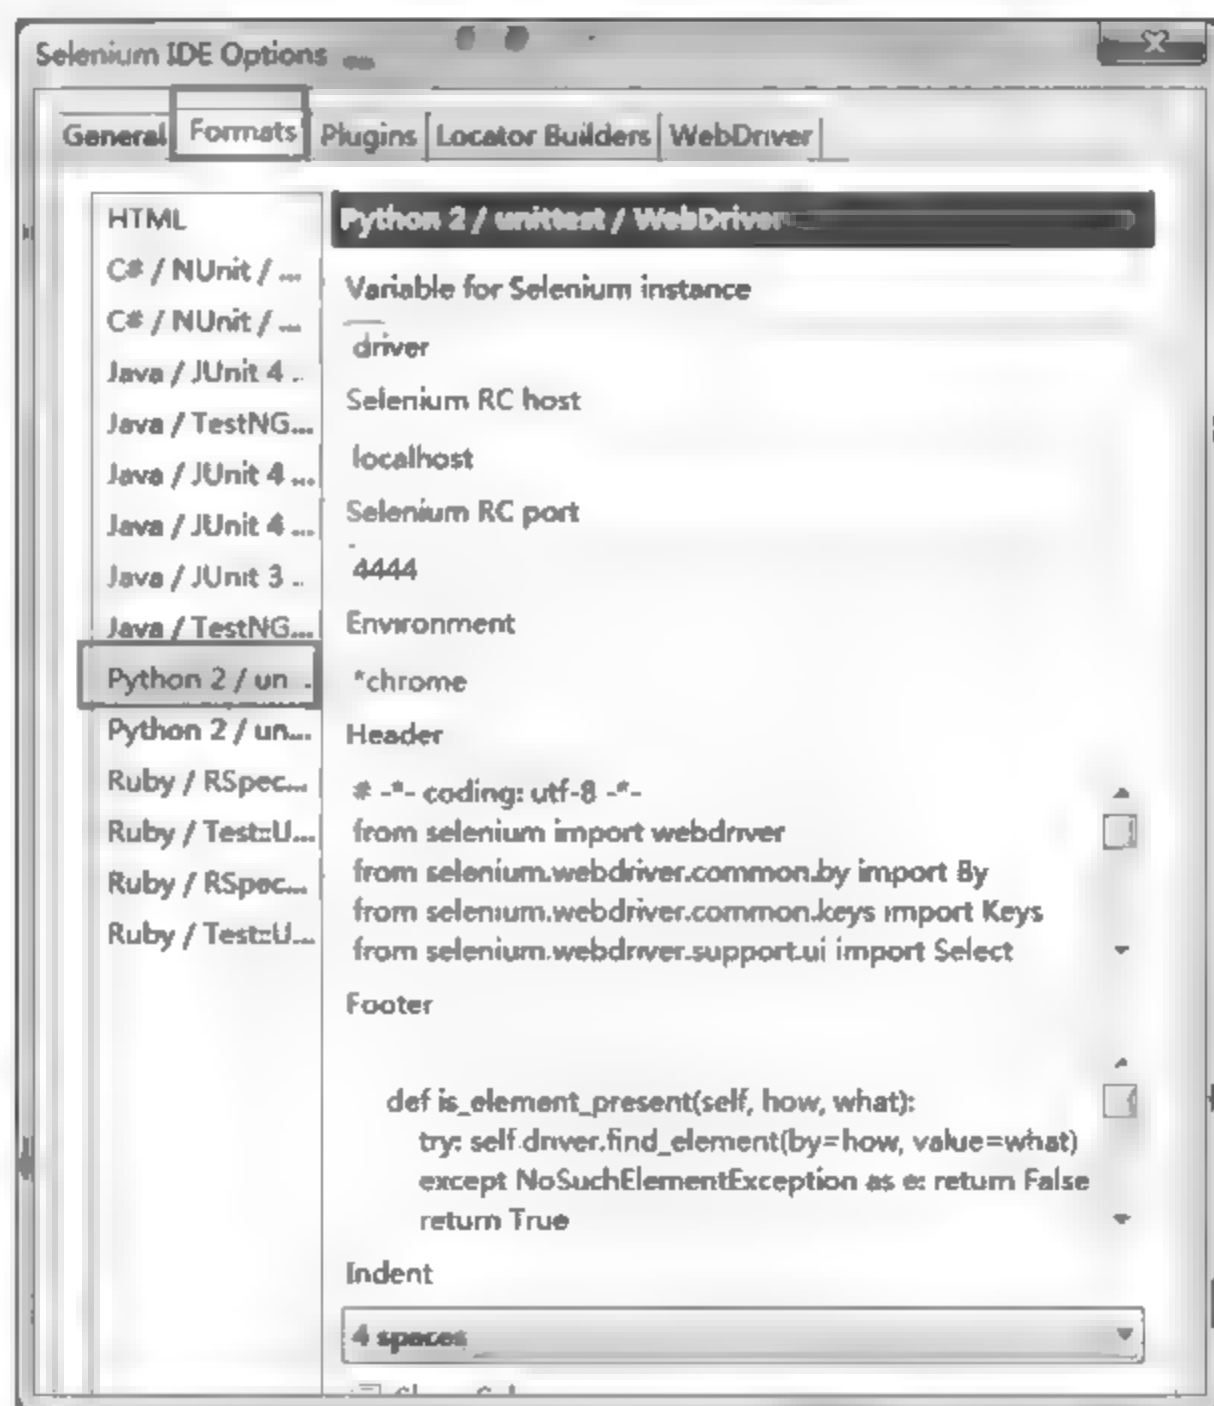 Selenium IDE Options
General Formats Plugins Locator Builders WebDriver
HTML
C# / NUnit / ...
C# / NUnit / ...
Java / JUnit 4 ..
Java / TestNG...
Java / JUnit 4 ...
Java / JUnit 4 ...
Java / JUnit 3 ..
Java / TestNG...
Python 2 / un .
Python 2 / un...
Ruby / RSpec...
Ruby / Test::U...
Ruby / RSpec...
Ruby / Test::U...
Python 2 / unittest / WebDriver
Variable for Selenium instance
driver
Selenium RC host
localhost
Selenium RC port
4444
Environment
*chrome
Header
# -*- coding: utf-8 -*-
from selenium import webdriver
from selenium.webdriver.common.by import By
from selenium.webdriver.common.keys import Keys
from selenium.webdriver.support.ui import Select
Footer
def is_element_present(self, how, what):
try: self.driver.find_element(by=how, value=what)
except NoSuchElementException as e: return False
return True
Indent
4 spaces